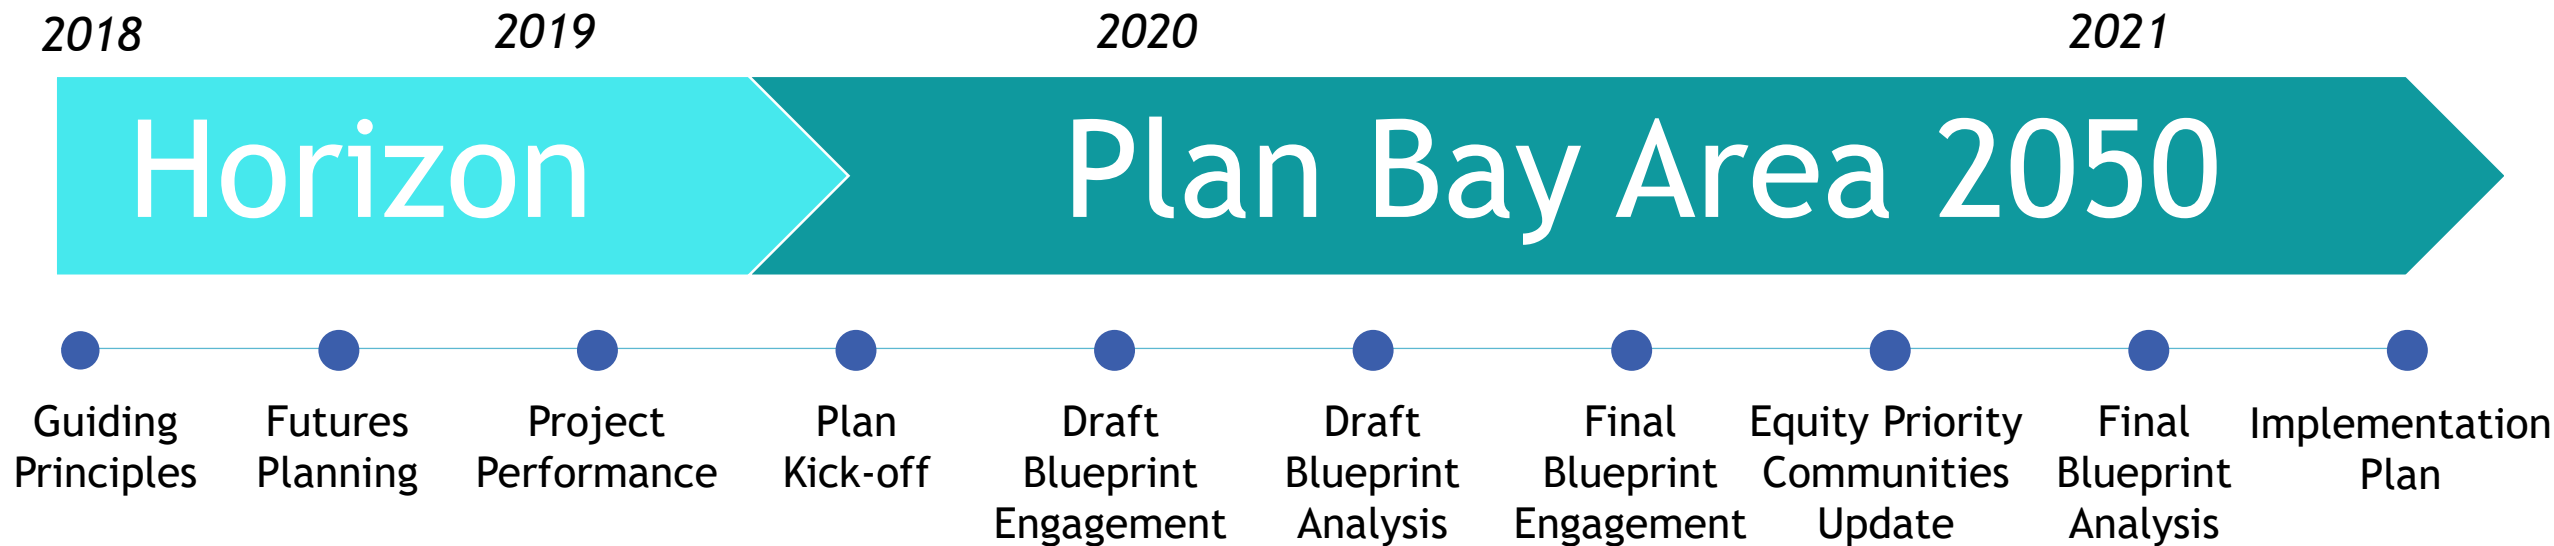 2018
2019
2020
2021
Horizon
Plan Bay Area 2050
Guiding
Principles
Futures
Planning
Project
Performance
Plan
Kick-off
Draft
Blueprint
Engagement
Draft
Blueprint
Analysis
Final
Blueprint
Engagement
Equity Priority
Communities
Update
Final
Blueprint
Analysis
Implementation
Plan